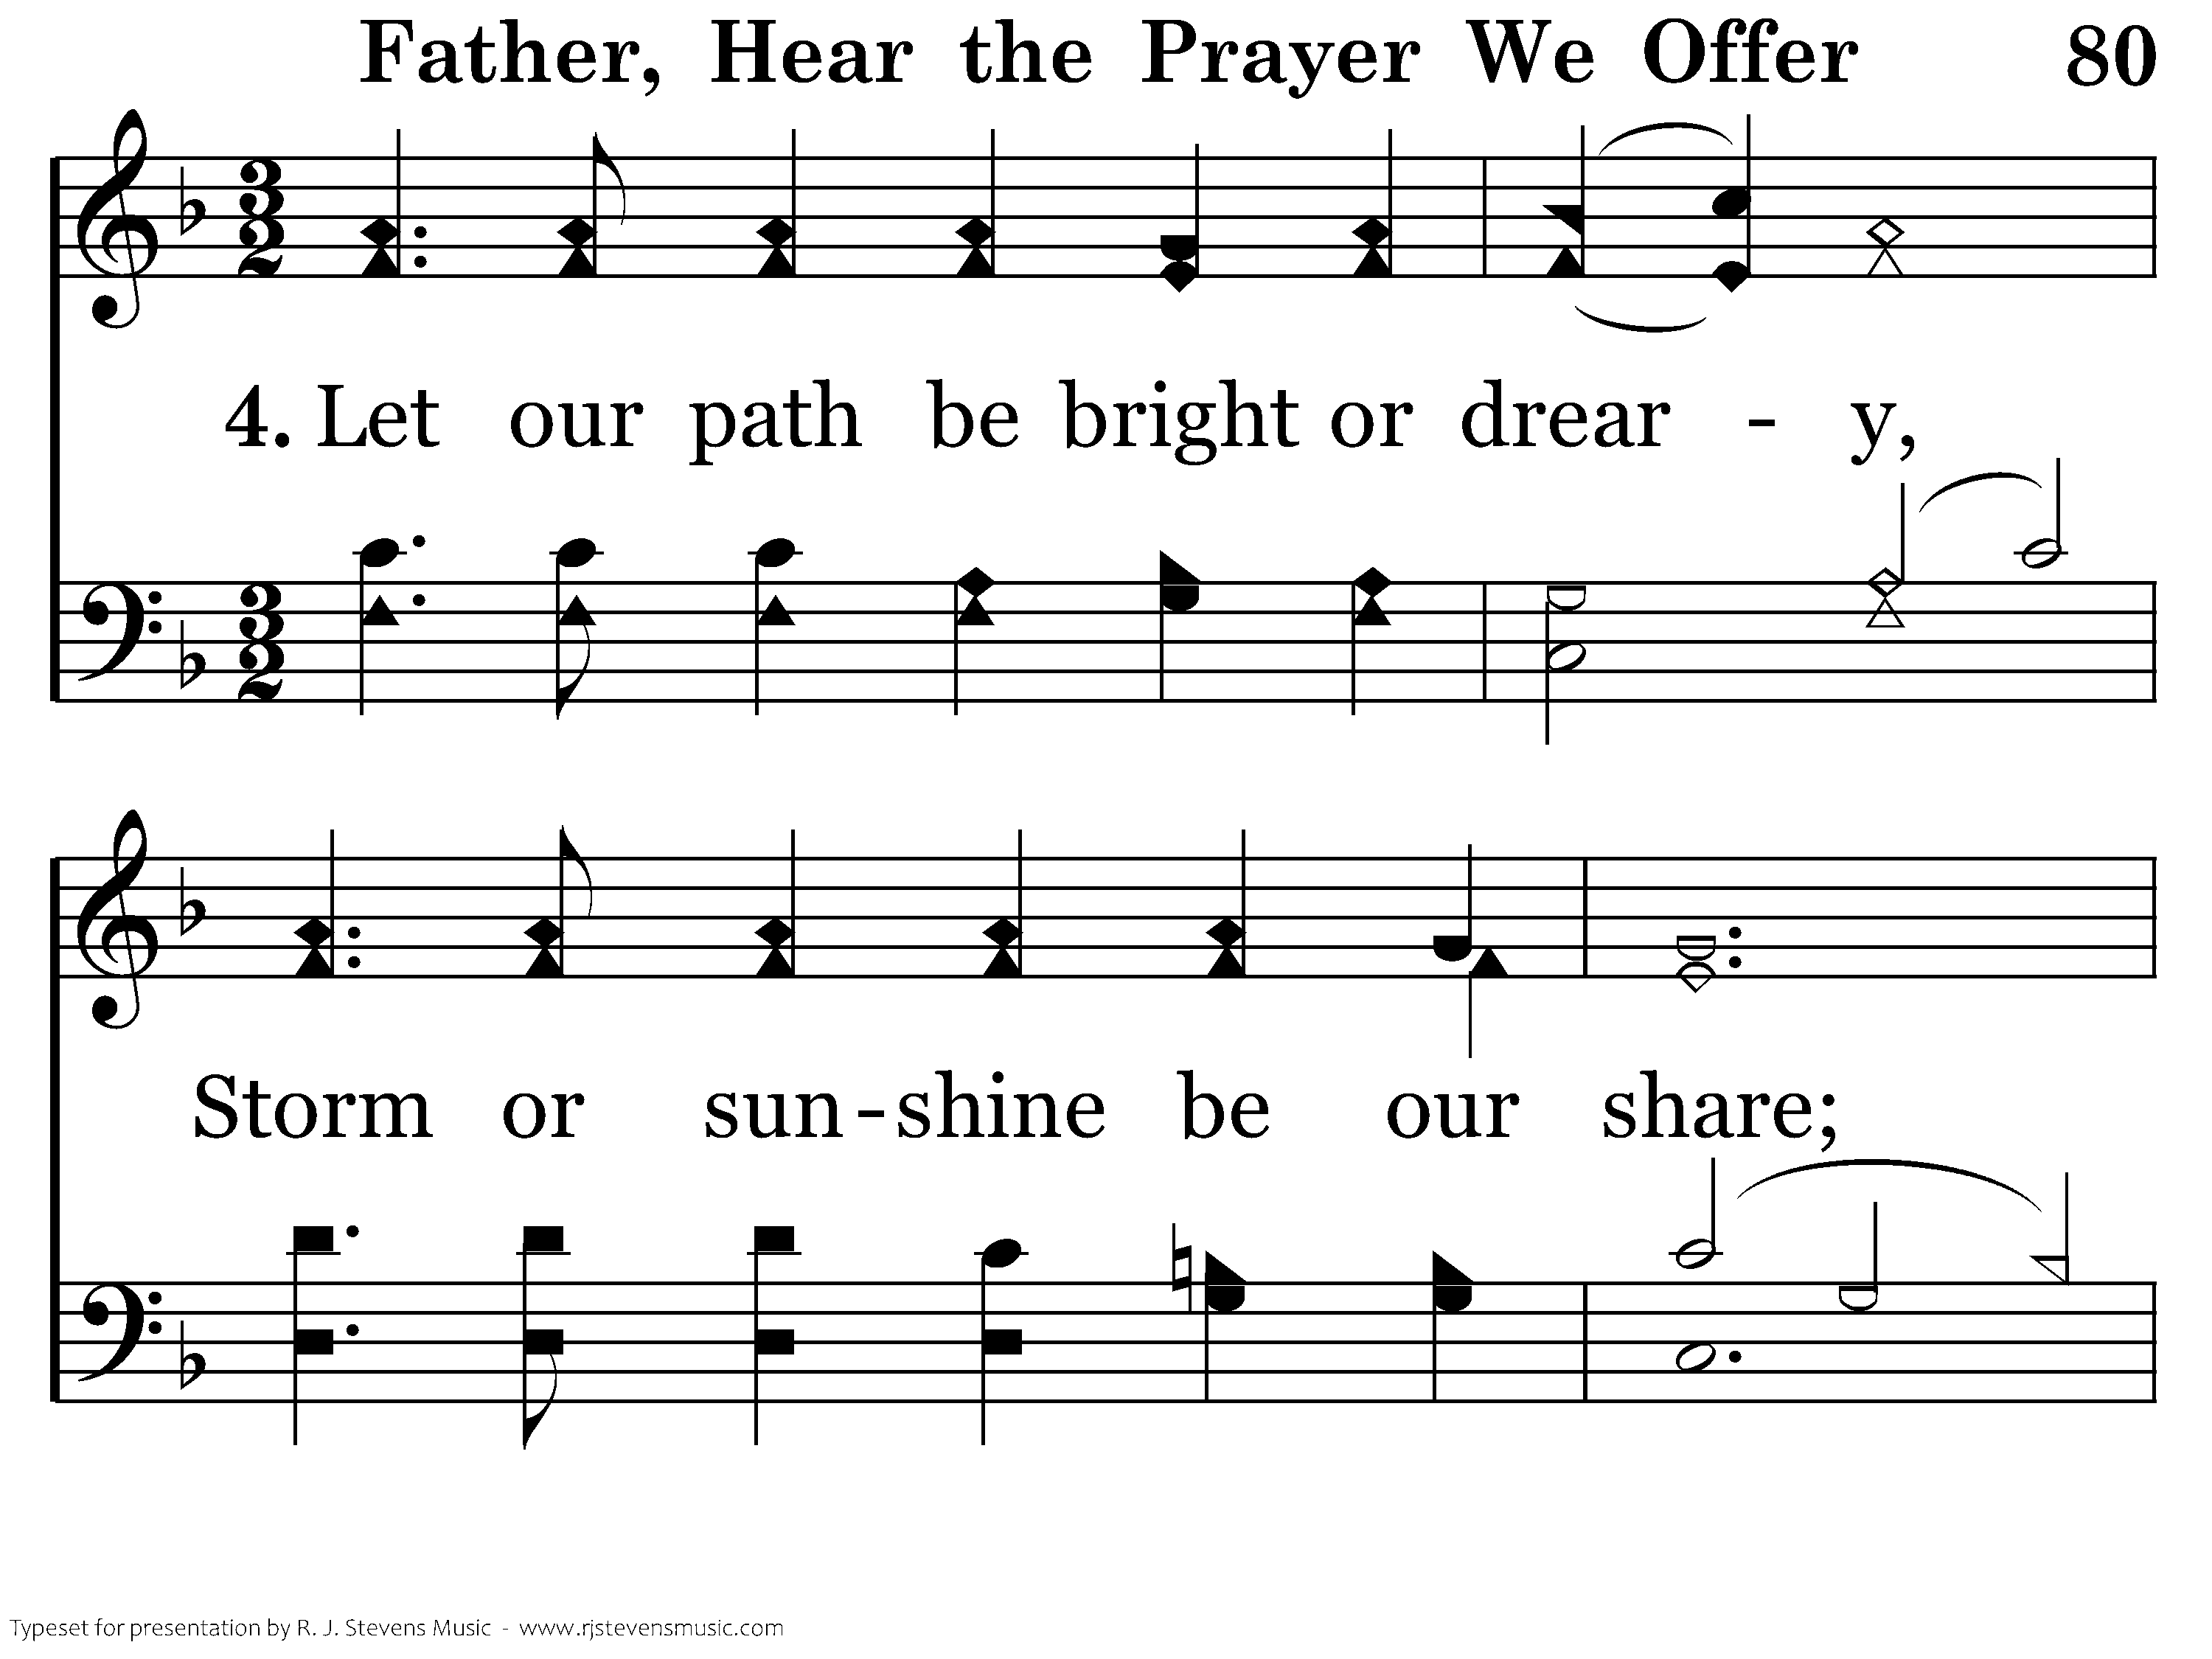 Father, Hear the Prayer We Offer 80
4. Let our path be bright or drear - y,
Storm or sun-shine be our share;
Typeset for presentation by R. J. Stevens Music - www.rjstevensmusic.com